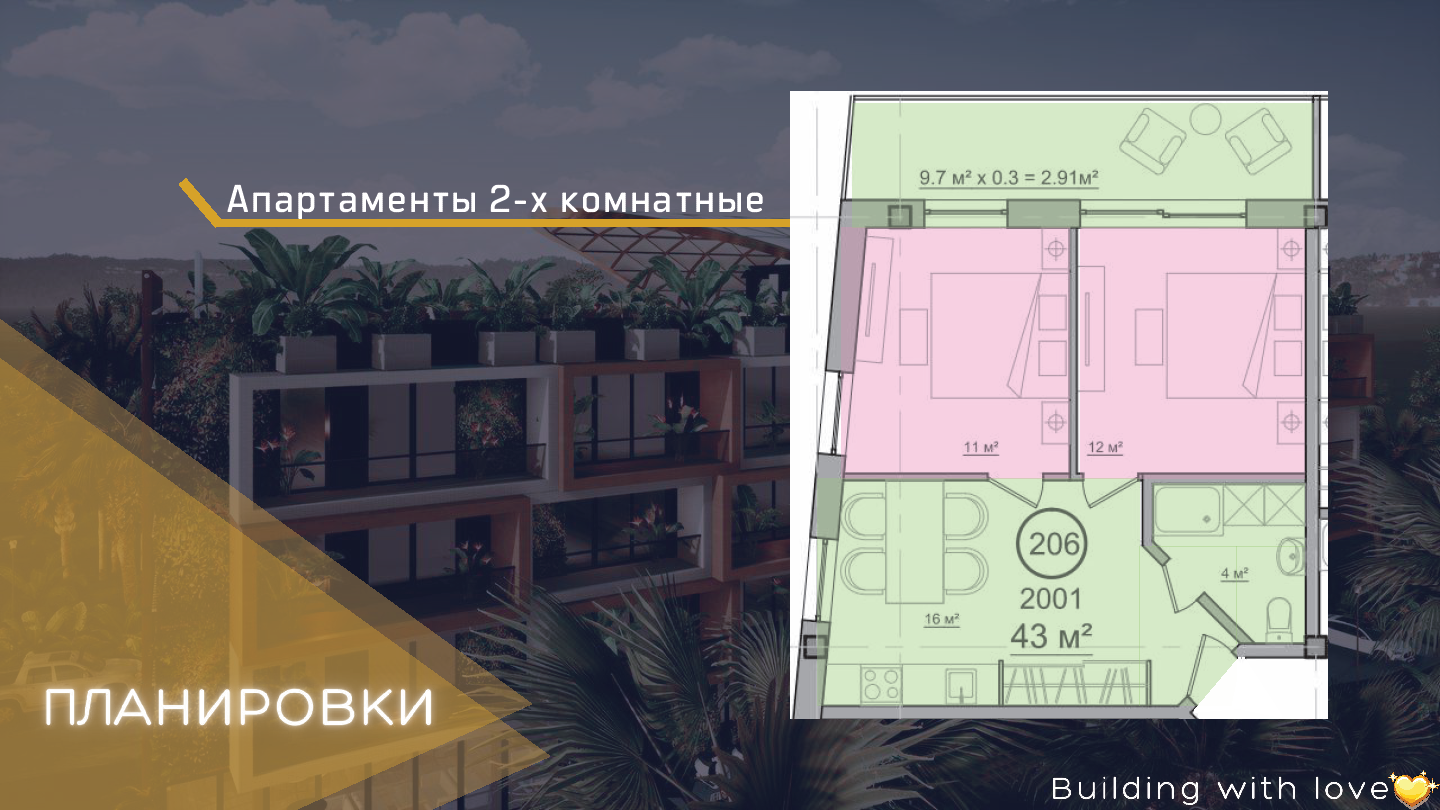 Апартаменты 2-х комнатные
9.7 м² x 0.3 = 2.91м²
11 м²
12 м²
206
2001
43 м²
16 м²
4 м²
ПЛАНИРОВКИ
Building with love